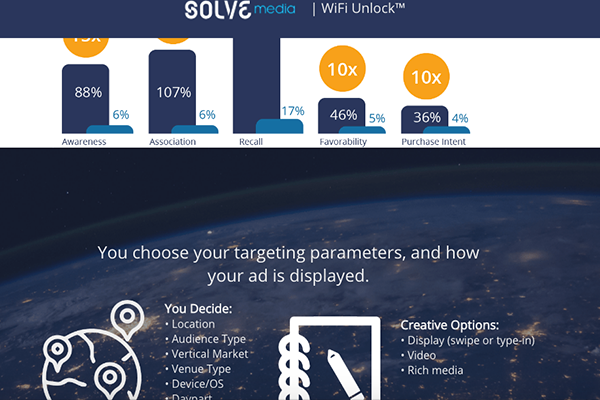 SOLVE media | WiFi Unlock™
10x
10x
88%
6%
107%
6%
17%
46%
5%
36%
4%
Awareness
Association
Recall
Favorability
Purchase Intent
You choose your targeting parameters, and how
your ad is displayed.
You Decide:
• Location
• Audience Type
• Vertical Market
• Venue Type
• Device/OS
• Daypart
Creative Options:
• Display (swipe or type-in)
• Video
• Rich media